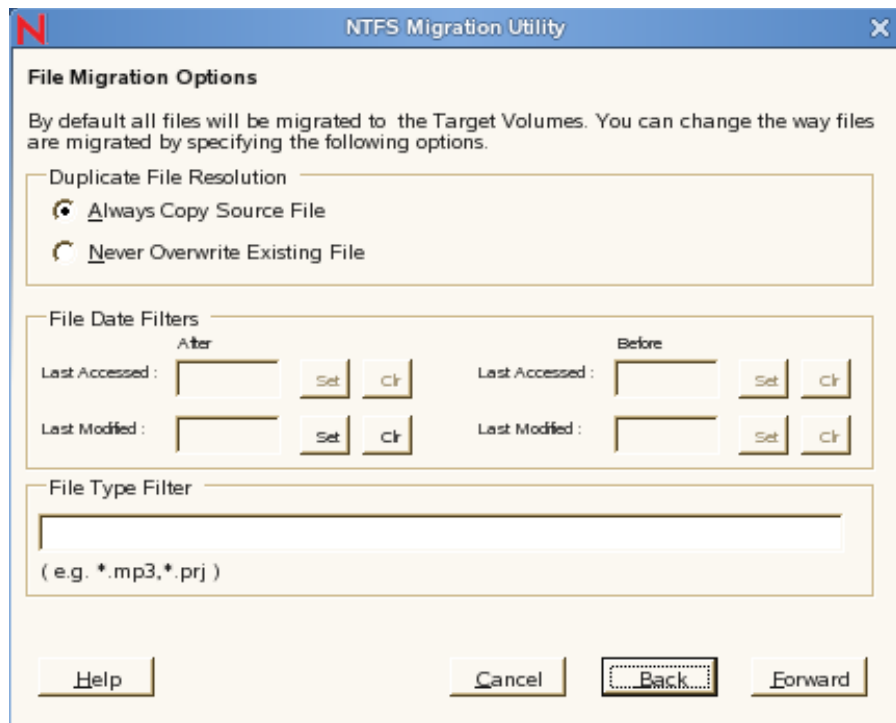 NTFS Migration Utility
File Migration Options
By default all files will be migrated to the Target Volumes. You can change the way files
are migrated by specifying the following options.
Duplicate File Resolution
Always Copy Source File
Never Overwrite Existing File
File Date Filters
After Before
Last Accessed : Set Clr Last Accessed : Set Clr
Last Modified : Set Clr Last Modified : Set Clr
File Type Filter
( e.g. *.mp3,*.prj )
Help Cancel Back Forward